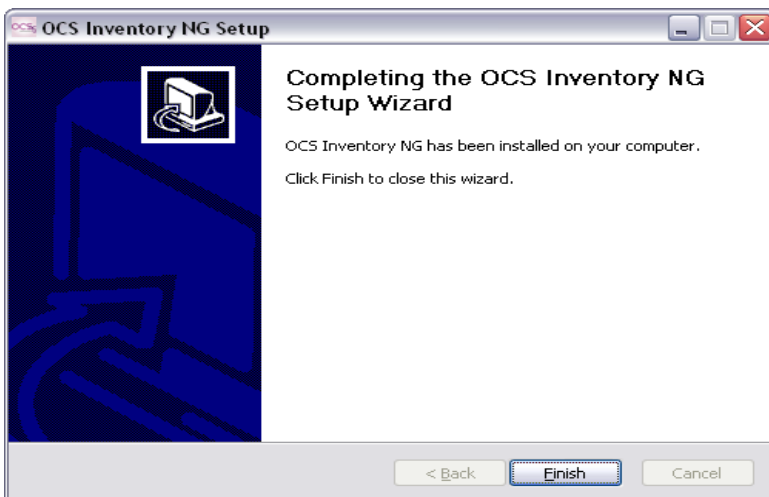 OCS Inventory NG Setup
Completing the OCS Inventory NG
Setup Wizard
OCS Inventory NG has been installed on your computer.
Click Finish to close this wizard.
< Back
Finish
Cancel